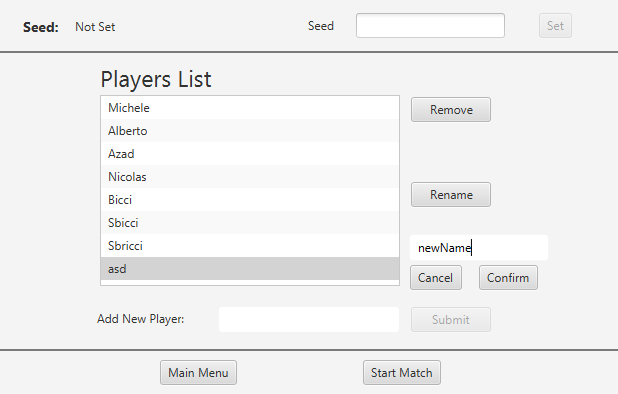 Seed: Not Set Seed Set
Players List
Michele
Remove
Alberto
Azad
Nicolas
Rename
Bicci
Sbicci
Sbricci
newName
asd
Cancel Confirm
Add New Player: Submit
Main Menu Start Match